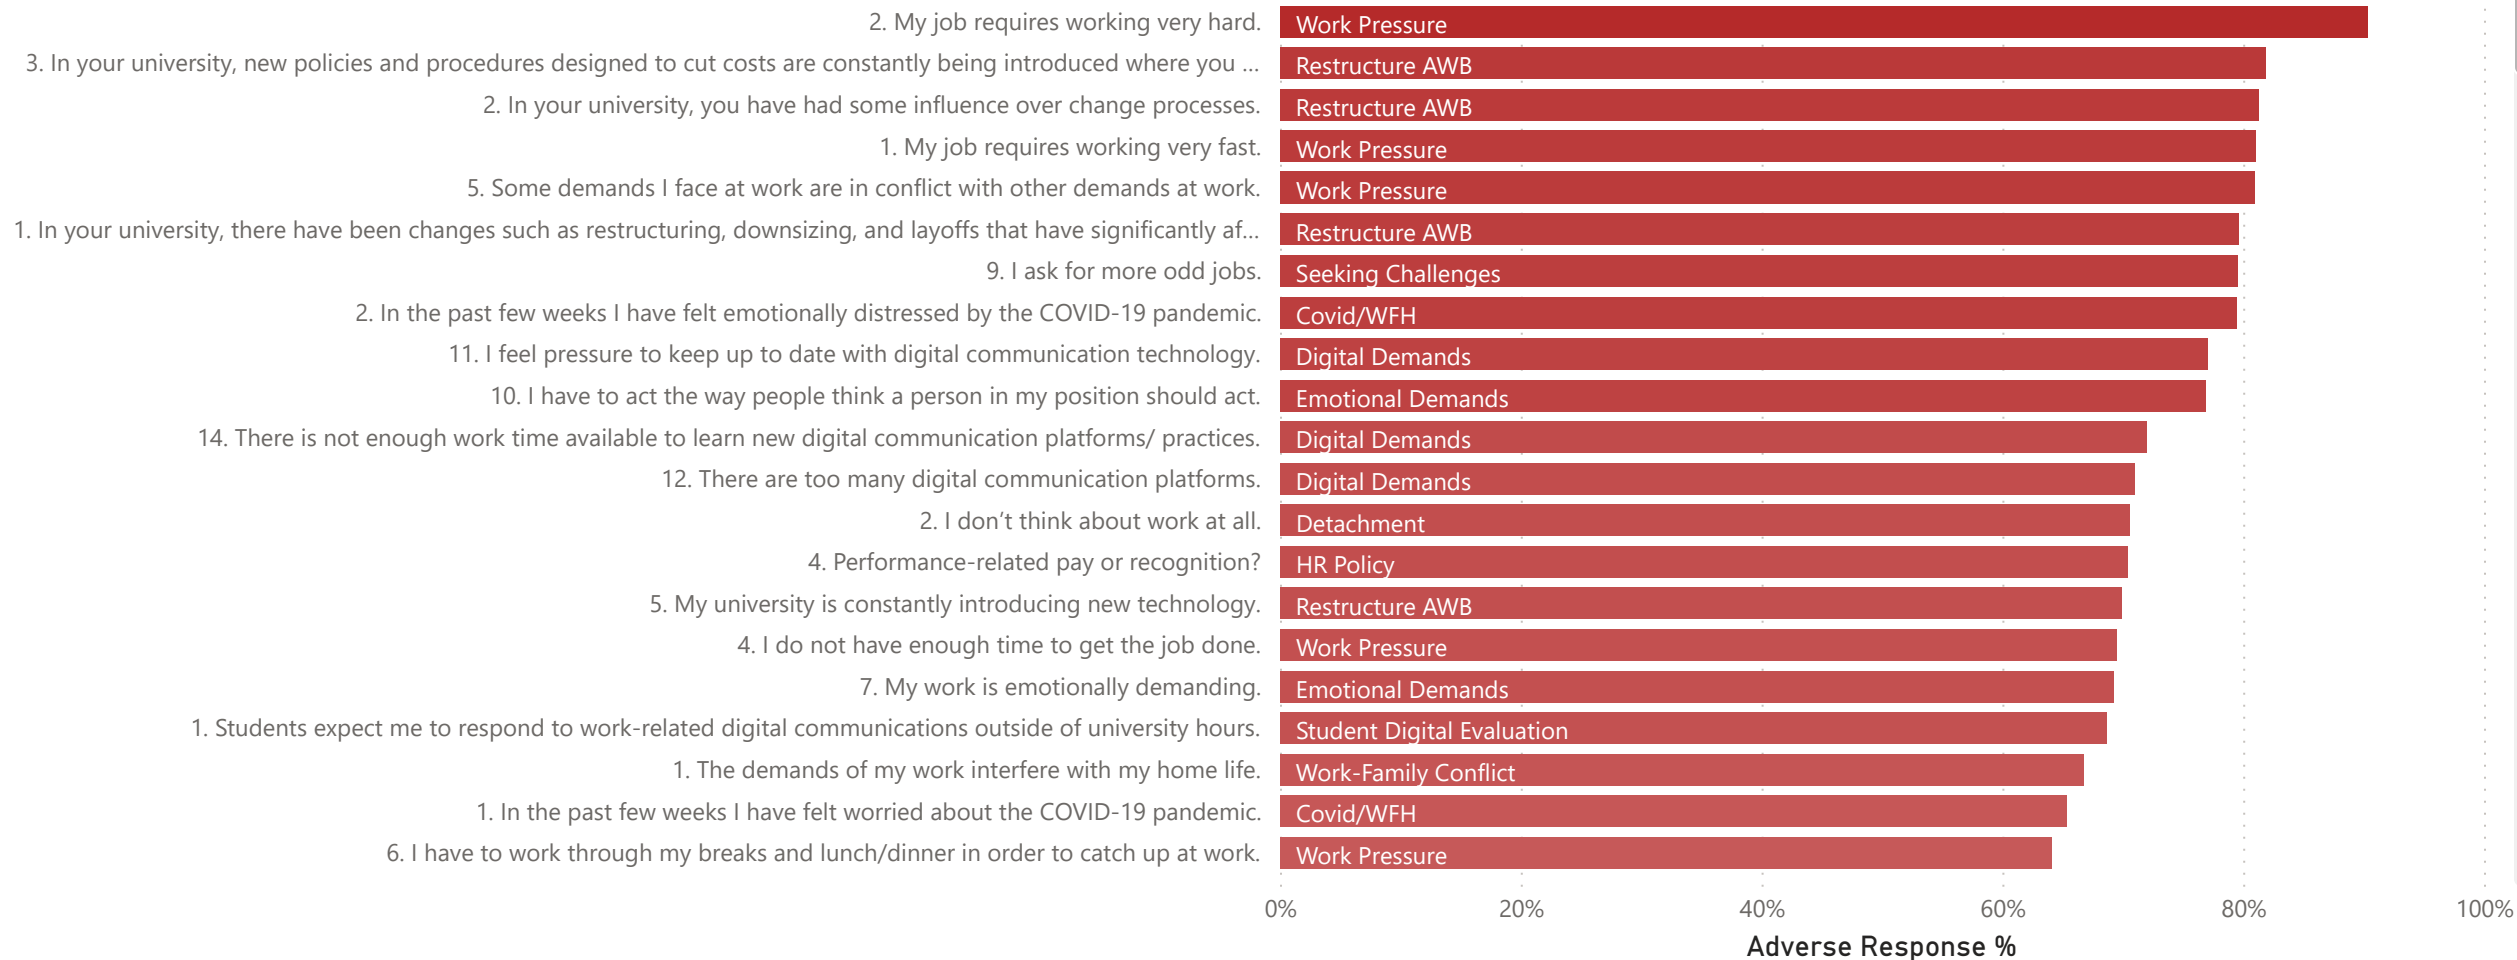 2. My job requires working very hard. Work Pressure
3. In your university, new policies and procedures designed to cut costs are constantly being introduced where you ... Restructure AWB
2. In your university, you have had some influence over change processes. Restructure AWB
1. My job requires working very fast. Work Pressure
5. Some demands I face at work are in conflict with other demands at work. Work Pressure
1. In your university, there have been changes such as restructuring, downsizing, and layoffs that have significantly af... Restructure AWB
9. I ask for more odd jobs. Seeking Challenges
2. In the past few weeks I have felt emotionally distressed by the COVID-19 pandemic. Covid/WFH
11. I feel pressure to keep up to date with digital communication technology. Digital Demands
10. I have to act the way people think a person in my position should act. Emotional Demands
14. There is not enough work time available to learn new digital communication platforms/ practices. Digital Demands
12. There are too many digital communication platforms. Digital Demands
2. I don’t think about work at all. Detachment
4. Performance-related pay or recognition? HR Policy
5. My university is constantly introducing new technology. Restructure AWB
4. I do not have enough time to get the job done. Work Pressure
7. My work is emotionally demanding. Emotional Demands
1. Students expect me to respond to work-related digital communications outside of university hours. Student Digital Evaluation
1. The demands of my work interfere with my home life. Work-Family Conflict
1. In the past few weeks I have felt worried about the COVID-19 pandemic. Covid/WFH
6. I have to work through my breaks and lunch/dinner in order to catch up at work. Work Pressure
0% 20% 40% 60% 80% 100%
Adverse Response %